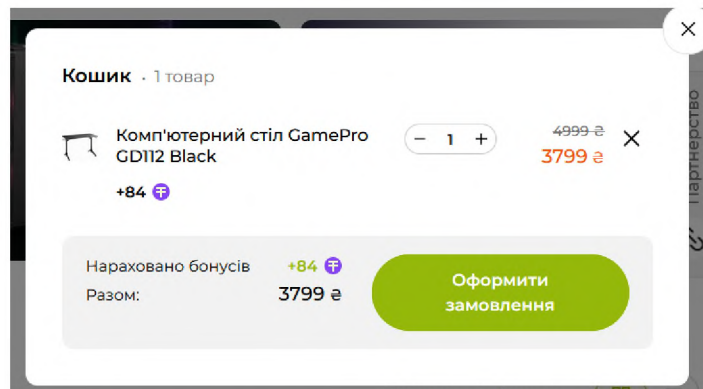 Кошик · 1 товар
Комп'ютерний стіл GamePro
GD112 Black
+84
− 1 +
4999 ₴
3799 ₴
Нараховано бонусів +84
Разом: 3799 ₴
Оформити
замовлення
Партнерство